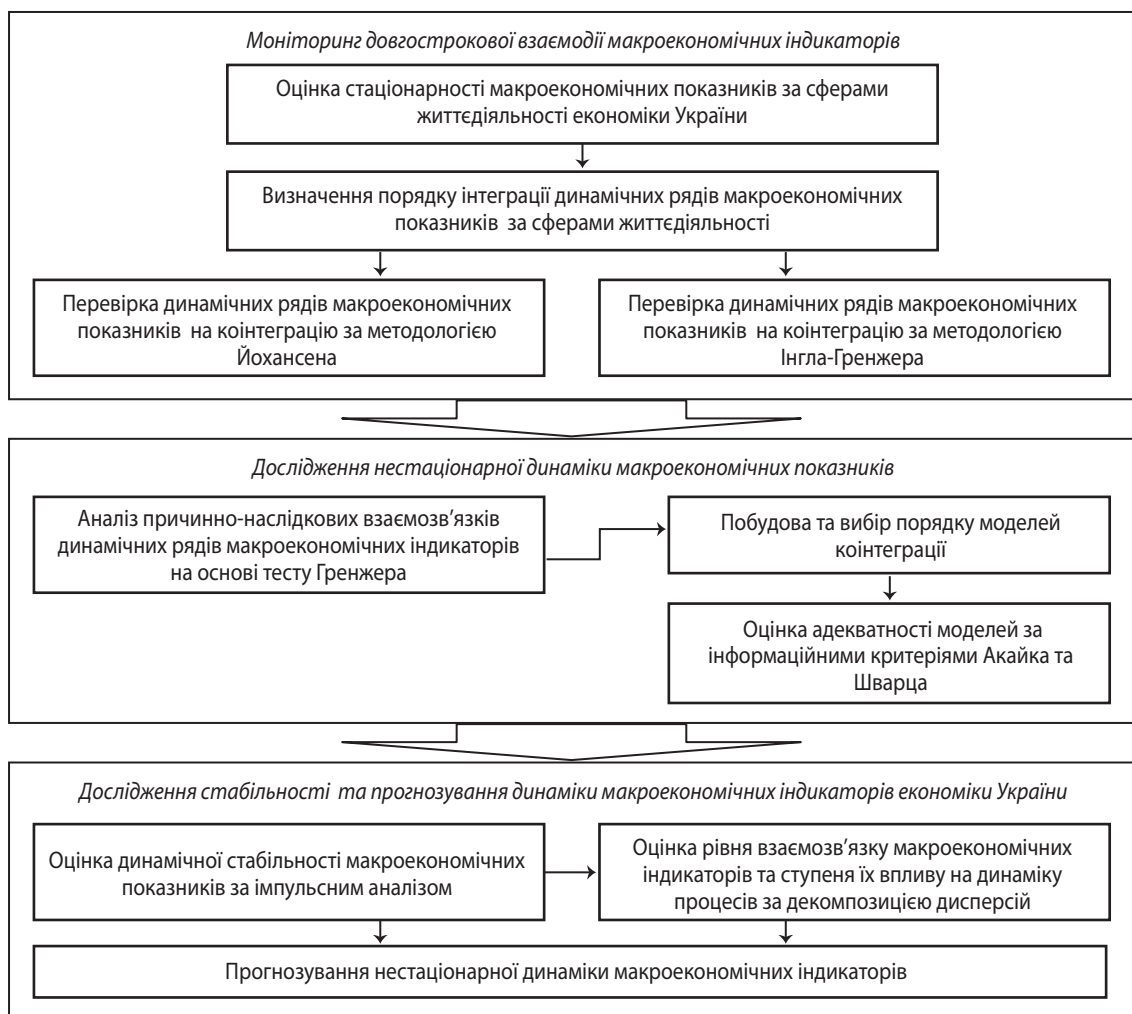 Моніторинг довгострокової взаємодії макроекономічних індикаторів
Оцінка стаціонарності макроекономічних показників за сферами
життєдіяльності економіки України
Визначення порядку інтеграції динамічних рядів макроекономічних
показників за сферами життєдіяльності
Перевірка динамічних рядів макроекономічних
показників на коінтеграцію за методологією
Йохансена
Перевірка динамічних рядів макроекономічних
показників на коінтеграцію за методологією
Інгла-Гренжера
Дослідження нестаціонарної динаміки макроекономічних показників
Аналіз причинно-наслідкових взаємозв'язків
динамічних рядів макроекономічних індикаторів
на основі тесту Гренжера
Побудова та вибір порядку моделей
коінтеграції
Оцінка адекватності моделей за
інформаційними критеріями Акайка та
Шварца
Дослідження стабільності та прогнозування динаміки макроекономічних індикаторів економіки України
Оцінка динамічної стабільності макроекономічних
показників за імпульсним аналізом
Оцінка рівня взаємозв'язку макроекономічних
індикаторів та ступеня їх впливу на динаміку
процесів за декомпозицією дисперсій
Прогнозування нестаціонарної динаміки макроекономічних індикаторів